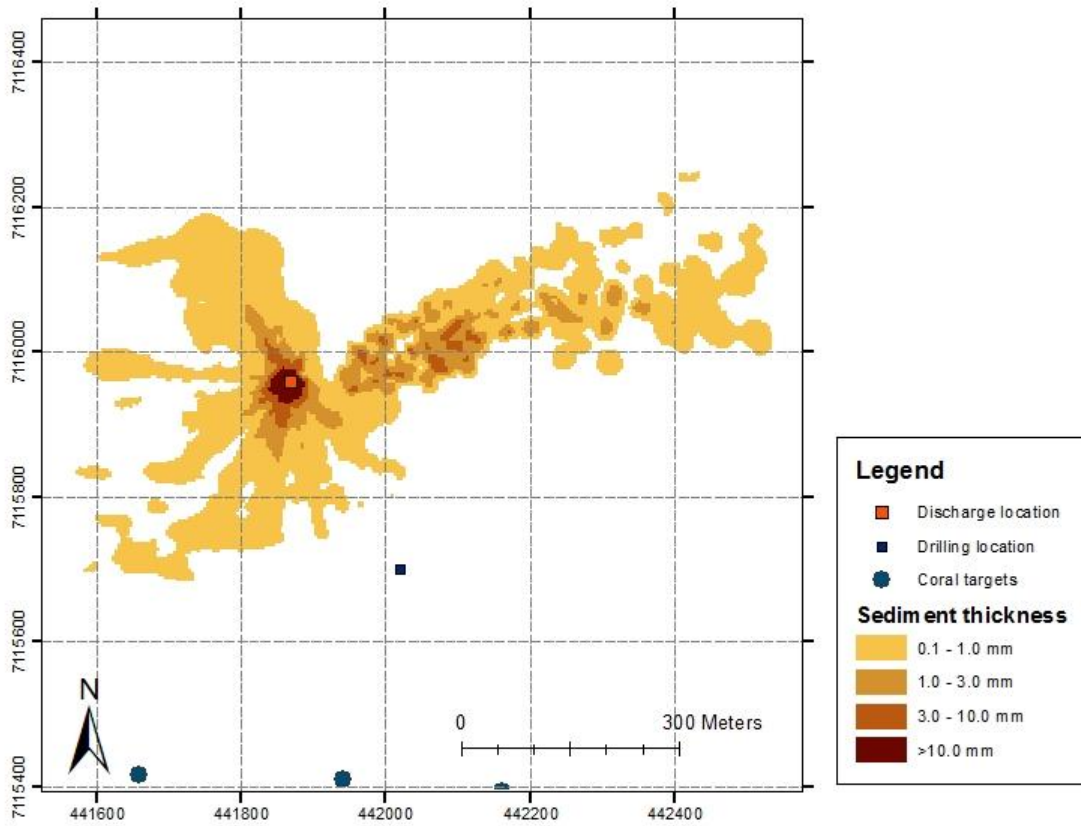 7116400
7116200
7116000
7115800
7115600
7115400
441600 441800 442000 442200 442400
N
0 300 Meters
Legend
Discharge location
Drilling location
Coral targets
Sediment thickness
0.1 - 1.0 mm
1.0 - 3.0 mm
3.0 - 10.0 mm
>10.0 mm